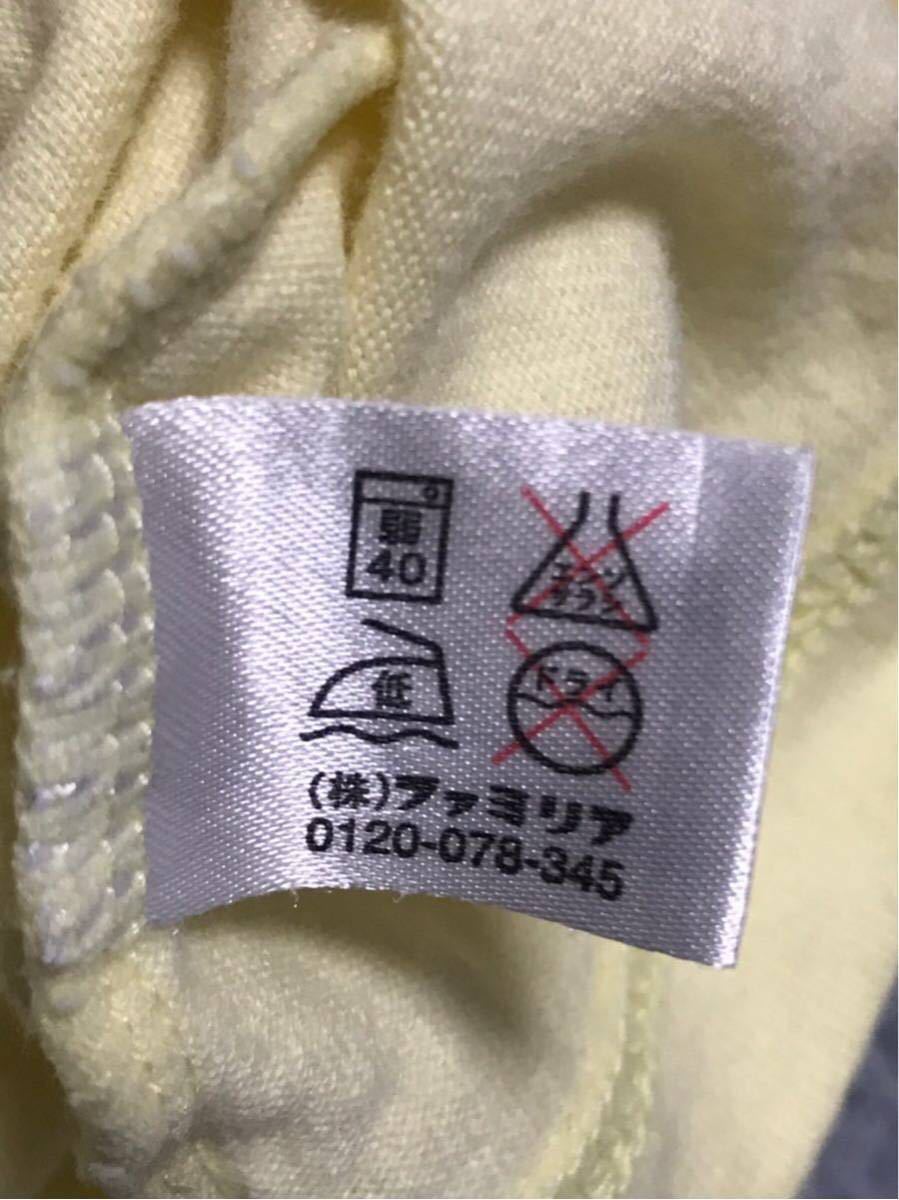 弱
40
エンソ
サラシ
低
ドライ
(株)ファミリア
0120-078-345